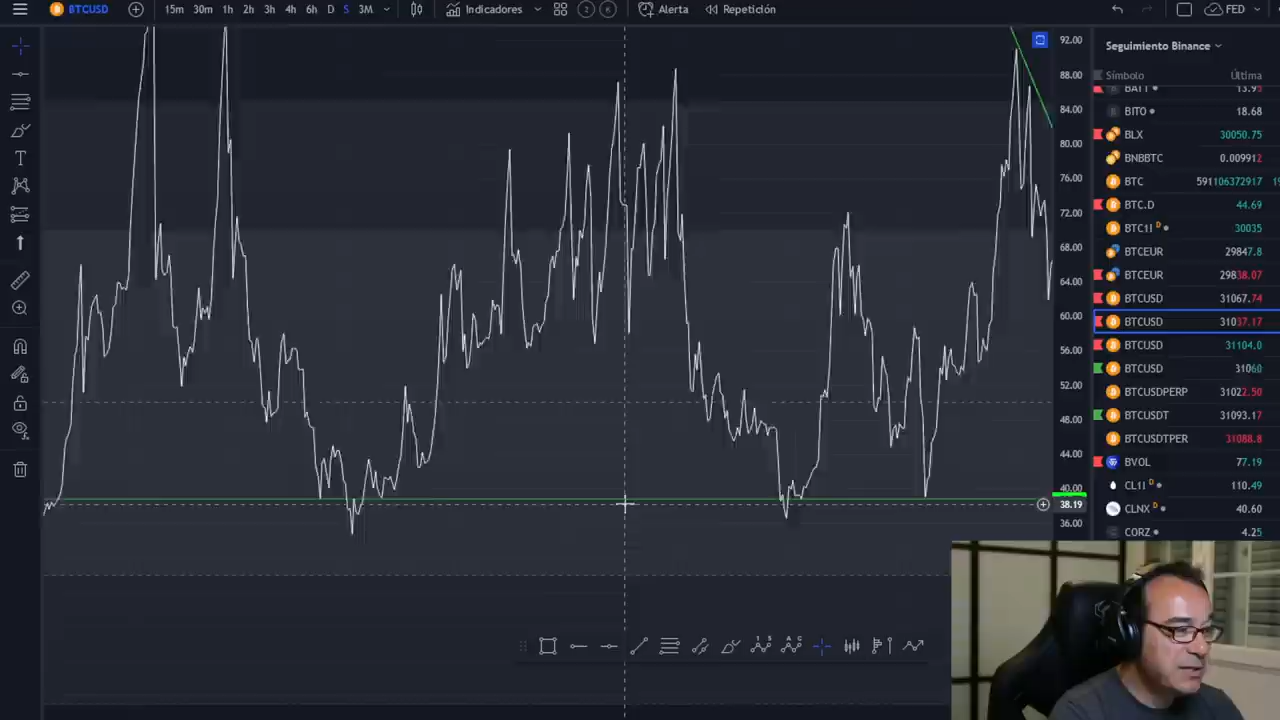 BTCUSD 15m 30m 1h 2h 3h 4h 6h D S 3M Indicadores Alerta Repetición FED
92.00
88.00
84.00
80.00
76.00
72.00
68.00
64.00
60.00
56.00
52.00
48.00
44.00
40.00
38.19
36.00
Seguimiento Binance
Símbolo Última
BATT 13.95
BITO 18.68
BLX 30050.75
BNBBTC 0.009912
BTC 591106372917
BTC.D 44.69
BTC1! D 30035
BTCEUR 29847.8
BTCEUR 29838.07
BTCUSD 31067.74
BTCUSD 31037.17
BTCUSD 31104.0
BTCUSD 31060
BTCUSDPERP 31022.50
BTCUSDT 31093.17
BTCUSDTPER 31088.8
BVOL 77.19
CL1! D 110.49
CLNX D 40.60
CORZ 4.25